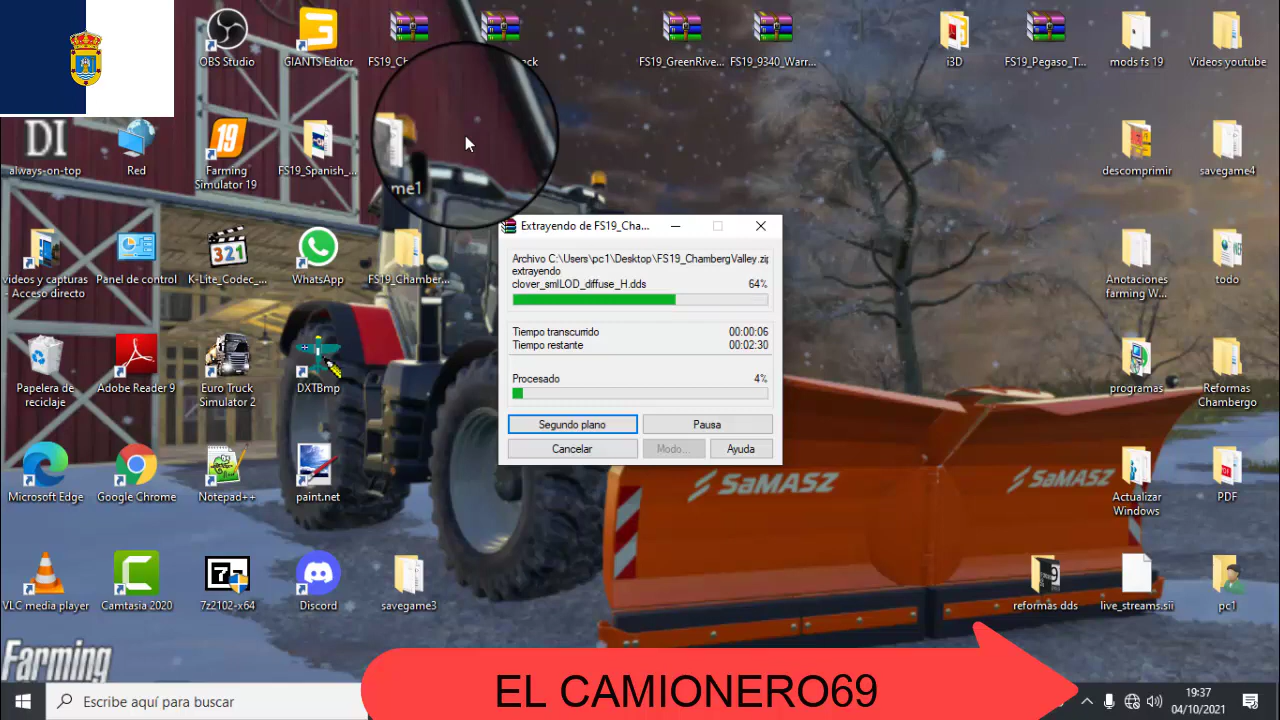 OBS Studio
GIANTS Editor
FS19_GreenRive...
FS19_9340_Warr...
i3D
FS19_Pegaso_T...
mods fs 19
Videos youtube
DI
always-on-top
Red
19
Farming
Simulator 19
FS19_Spanish_...
me1
descomprimir
savegame4
videos y capturas
- Acceso directo
Panel de control
321
K-Lite_Codec_...
WhatsApp
FS19_Chamber...
Anotaciones
farming W...
todo
Extrayendo de FS19_Cha...
Archivo C:\Users\pc1\Desktop\FS19_ChambergValley.zip
extrayendo
clover_smlLOD_diffuse_H.dds 64%
Tiempo transcurrido 00:00:06
Tiempo restante 00:02:30
Procesado 4%
Segundo plano
Pausa
Cancelar
Modo...
Ayuda
Papelera de
reciclaje
Adobe Reader 9
Euro Truck
Simulator 2
DXTBmp
programas
Reformas
Chambergo
SaMASZ
SaMASZ
Microsoft Edge
Google Chrome
Notepad++
paint.net
Actualizar
Windows
PDF
VLC media player
Camtasia 2020
7z2102-x64
Discord
savegame3
reformas dds
live_streams.sii
pc1
Farming
EL CAMIONERO69
Escribe aquí para buscar
19:37
04/10/2021